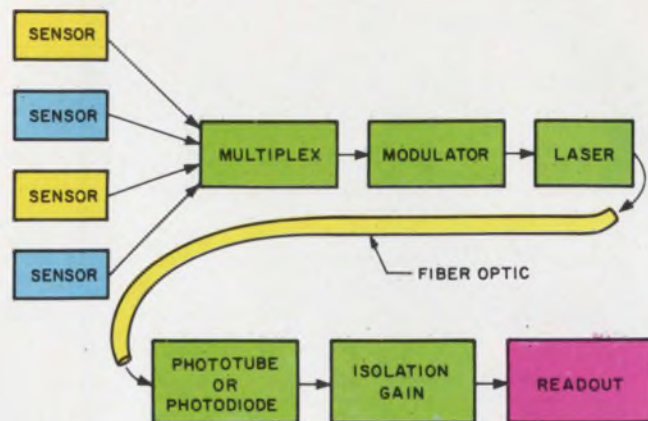 SENSOR
SENSOR
SENSOR
SENSOR
MULTIPLEX
MODULATOR
LASER
FIBER OPTIC
PHOTOTUBE
OR
PHOTODIODE
ISOLATION
GAIN
READOUT